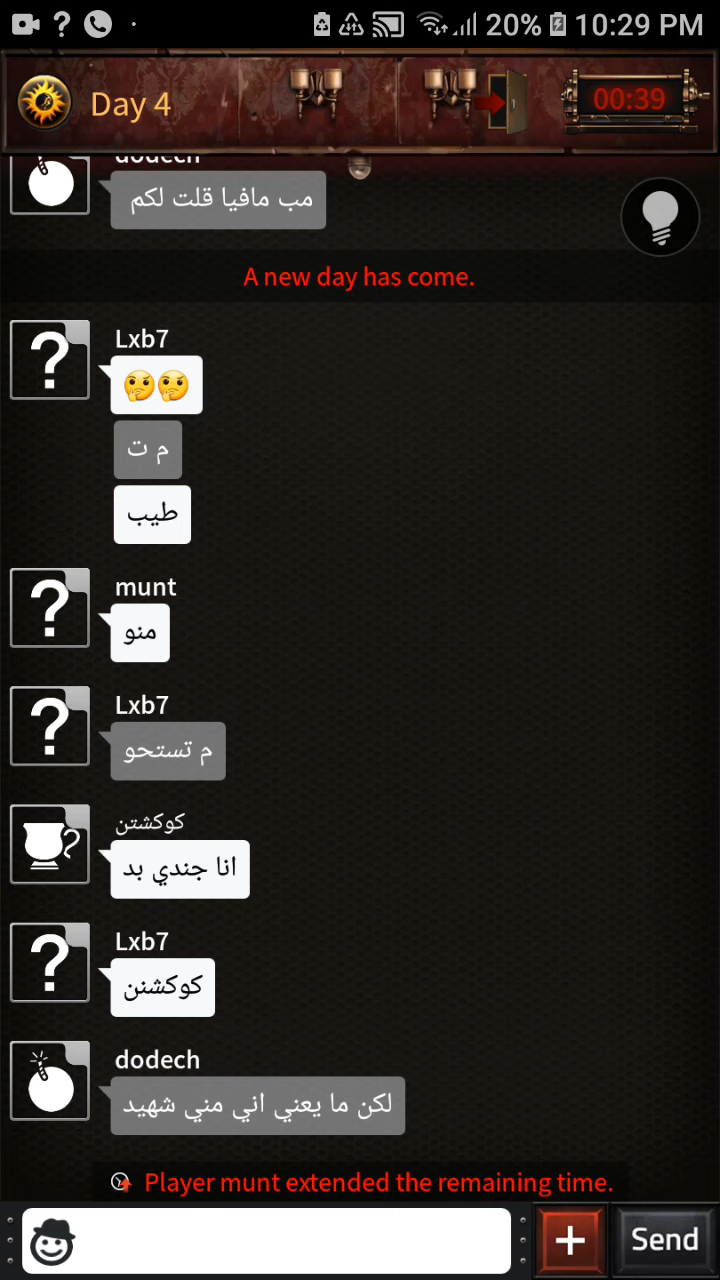 20% 10:29 PM
Day 4
00:39
dodech
مب مافيا قلت لكم
A new day has come.
Lxb7
🤔🤔
م ت
طيب
munt
منو
Lxb7
م تستحو
كوكشتن
انا جندي بد
Lxb7
كوكشنن
dodech
لكن ما يعني اني مني شهيد
Player munt extended the remaining time.
Send